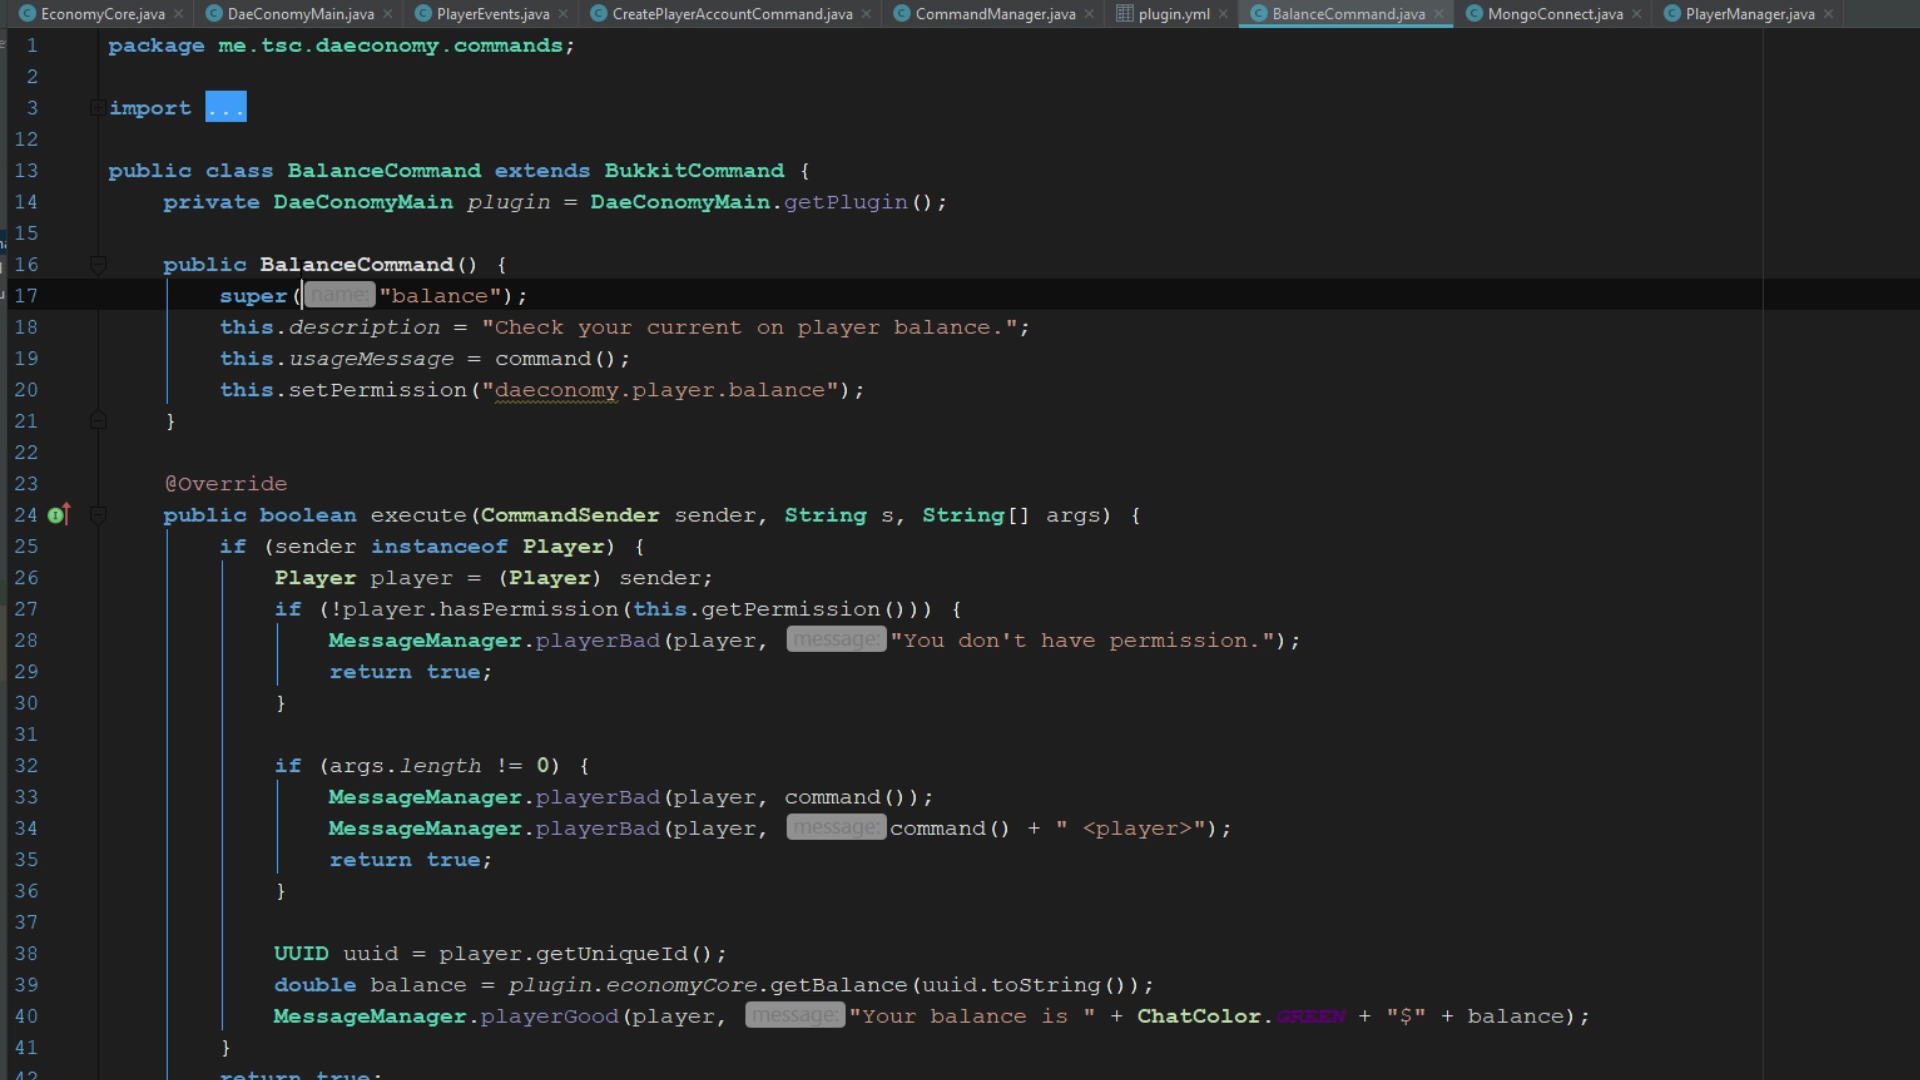 EconomyCore.java DaeConomyMain.java PlayerEvents.java CreatePlayerAccountCommand.java CommandManager.java plugin.yml BalanceCommand.java MongoConnect.java PlayerManager.java
1 package me.tsc.daeconomy.commands;
2
3 import ...
12
13 public class BalanceCommand extends BukkitCommand {
14 private DaeConomyMain plugin = DaeConomyMain.getPlugin();
15
16 public BalanceCommand() {
17 super( name: "balance");
18 this.description = "Check your current on player balance.";
19 this.usageMessage = command();
20 this.setPermission("daeconomy.player.balance");
21 }
22
23 @Override
24 public boolean execute(CommandSender sender, String s, String[] args) {
25 if (sender instanceof Player) {
26 Player player = (Player) sender;
27 if (!player.hasPermission(this.getPermission())) {
28 MessageManager.playerBad(player, message: "You don't have permission.");
29 return true;
30 }
31
32 if (args.length != 0) {
33 MessageManager.playerBad(player, command());
34 MessageManager.playerBad(player, message: command() + " <player>");
35 return true;
36 }
37
38 UUID uuid = player.getUniqueId();
39 double balance = plugin.economyCore.getBalance(uuid.toString());
40 MessageManager.playerGood(player, message: "Your balance is " + ChatColor.GREEN + "$" + balance);
41 }
42 return true;